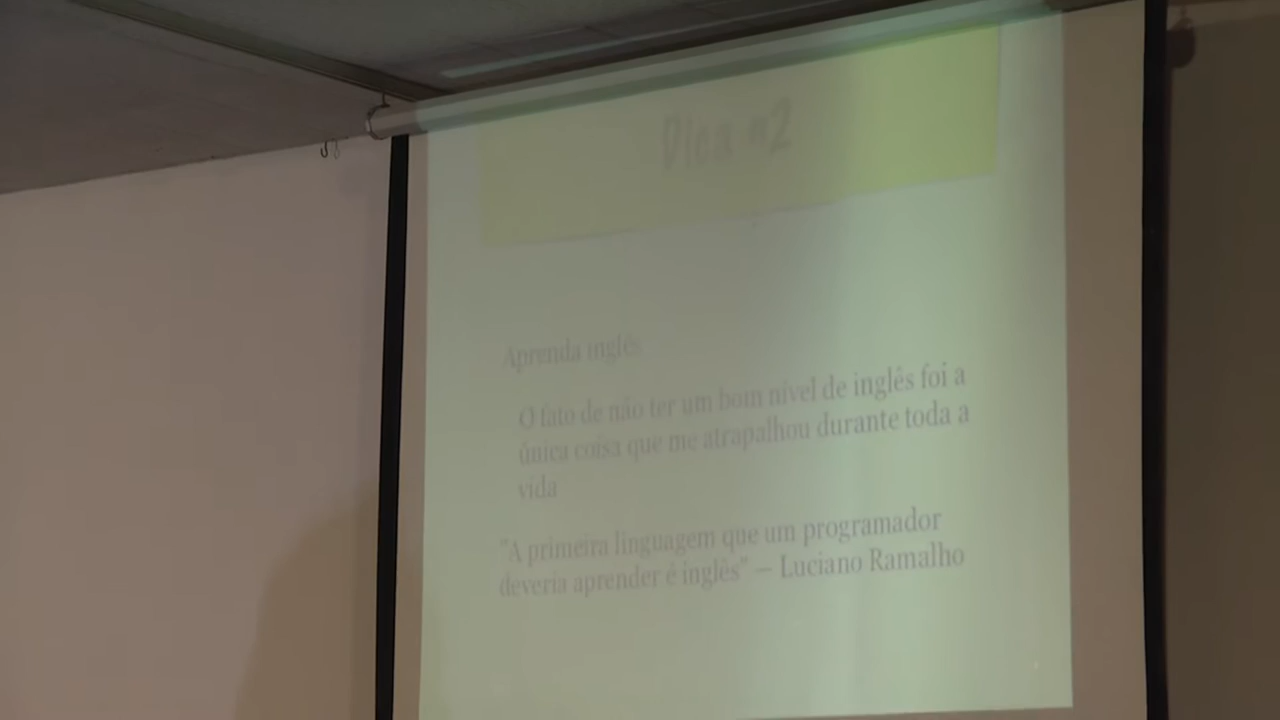 Dica #2
Aprenda inglês
O fato de não ter um bom nível de inglês foi a
única coisa que me atrapalhou durante toda a
vida
"A primeira linguagem que um programador
deveria aprender é inglês" – Luciano Ramalho